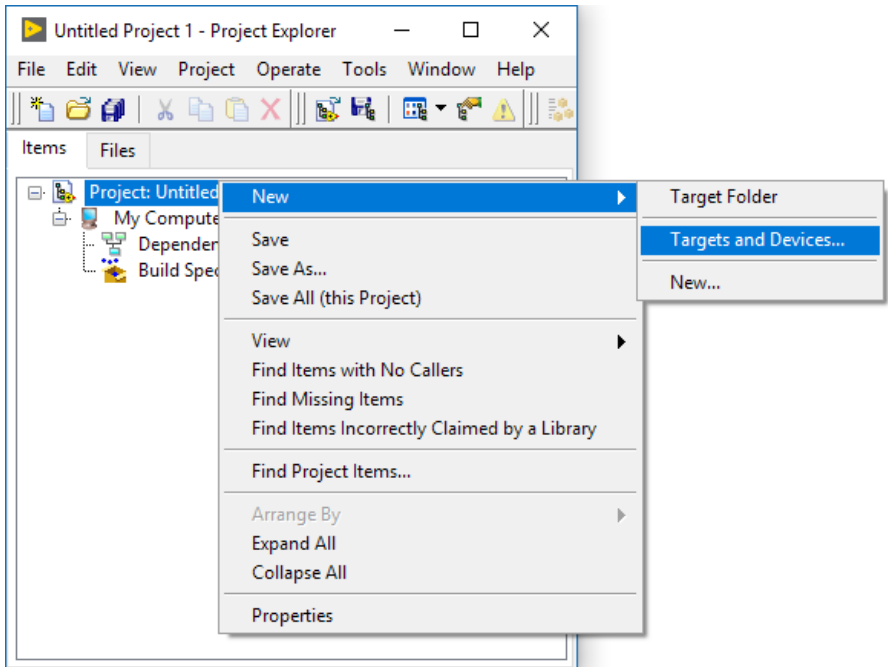 Untitled Project 1 - Project Explorer
File Edit View Project Operate Tools Window Help
Items Files
Project: Untitled
My Compute
Dependen
Build Spec
New
Save
Save As...
Save All (this Project)
View
Find Items with No Callers
Find Missing Items
Find Items Incorrectly Claimed by a Library
Find Project Items...
Arrange By
Expand All
Collapse All
Properties
Target Folder
Targets and Devices...
New...